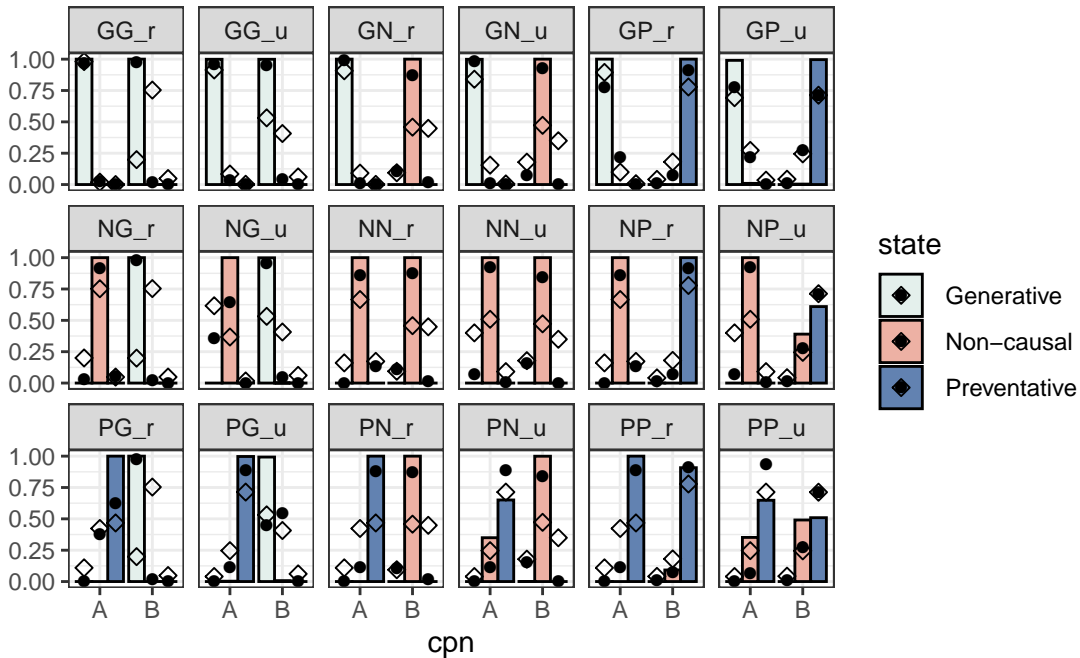 GG_r GG_u GN_r GN_u GP_r GP_u
1.00
0.75
0.50
0.25
0.00
NG_r NG_u NN_r NN_u NP_r NP_u
1.00
0.75
0.50
0.25
0.00
PG_r PG_u PN_r PN_u PP_r PP_u
1.00
0.75
0.50
0.25
0.00
A B A B A B A B A B A B
cpn
state
Generative
Non−causal
Preventative